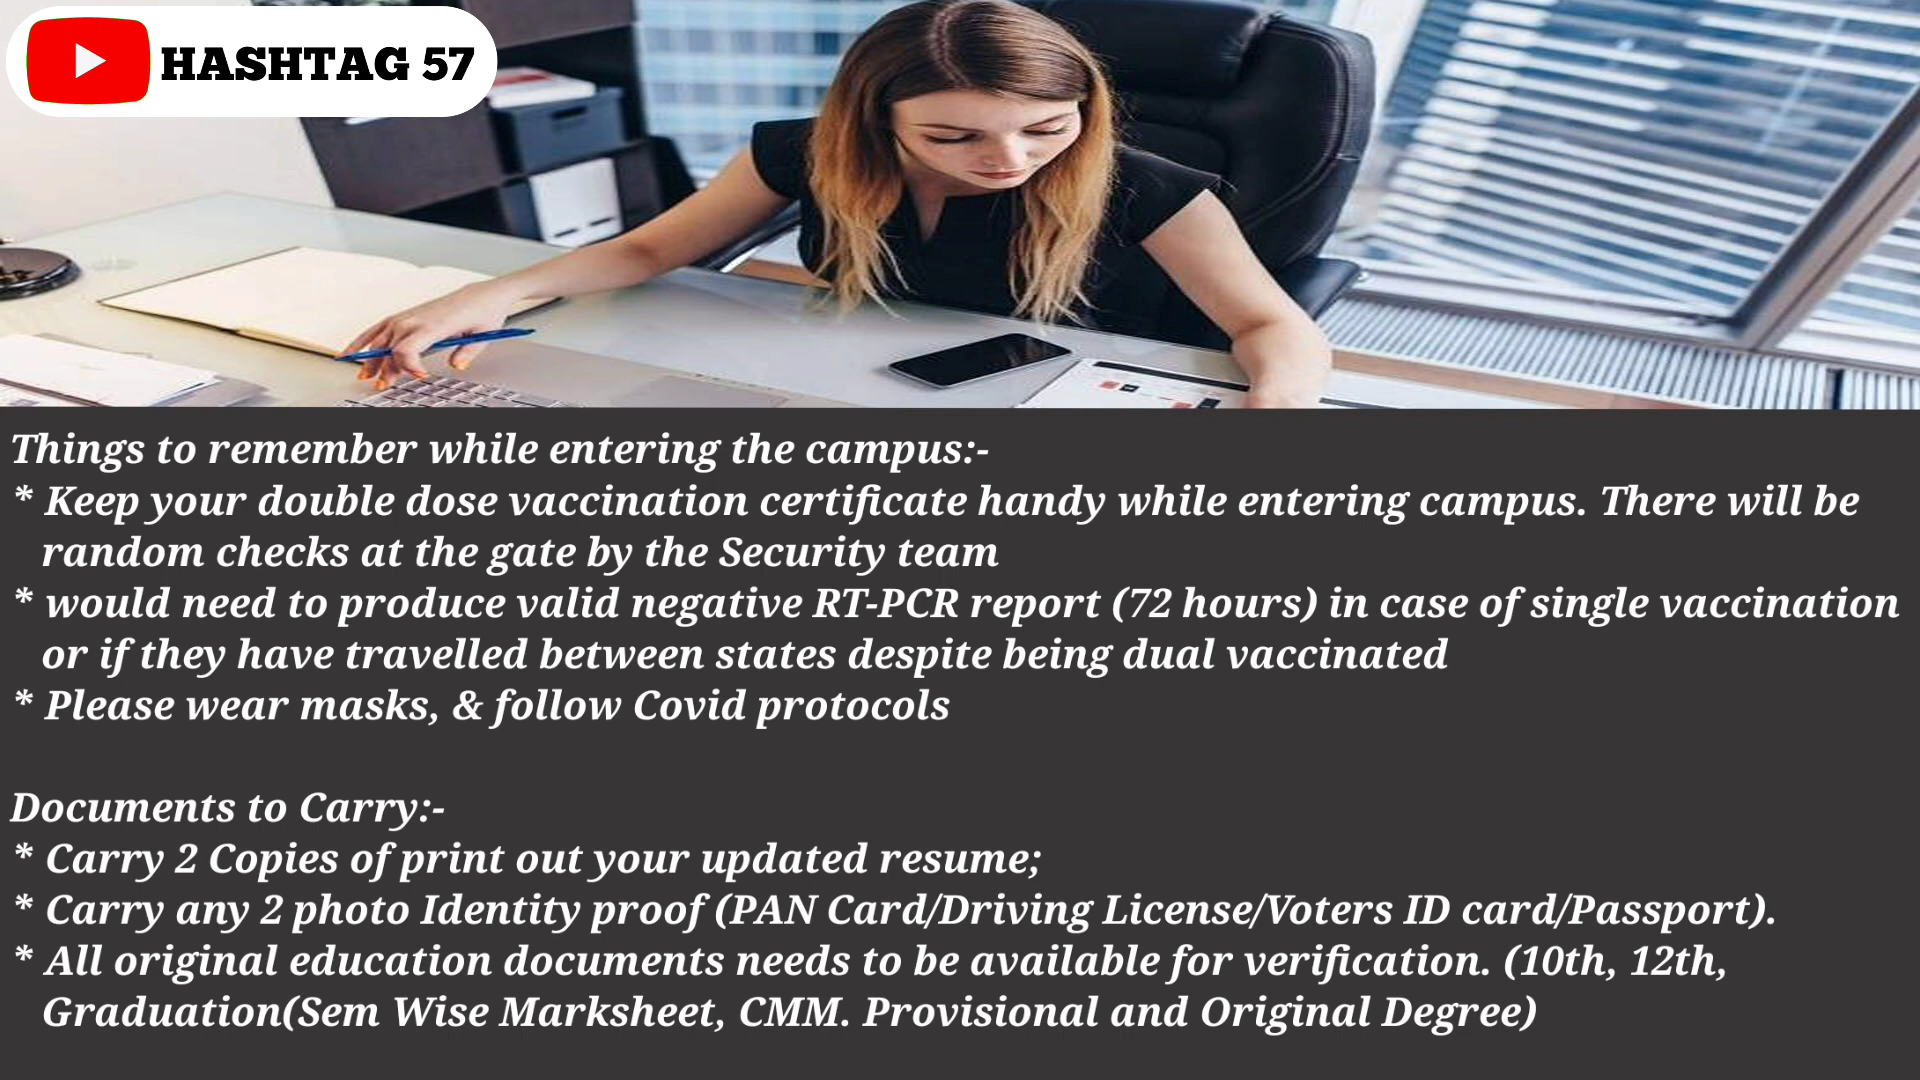 HASHTAG 57
Things to remember while entering the campus:-
* Keep your double dose vaccination certificate handy while entering campus. There will be
random checks at the gate by the Security team
* would need to produce valid negative RT-PCR report (72 hours) in case of single vaccination
or if they have travelled between states despite being dual vaccinated
* Please wear masks, & follow Covid protocols
Documents to Carry:-
* Carry 2 Copies of print out your updated resume;
* Carry any 2 photo Identity proof (PAN Card/Driving License/Voters ID card/Passport).
* All original education documents needs to be available for verification. (10th, 12th,
Graduation(Sem Wise Marksheet, CMM. Provisional and Original Degree)